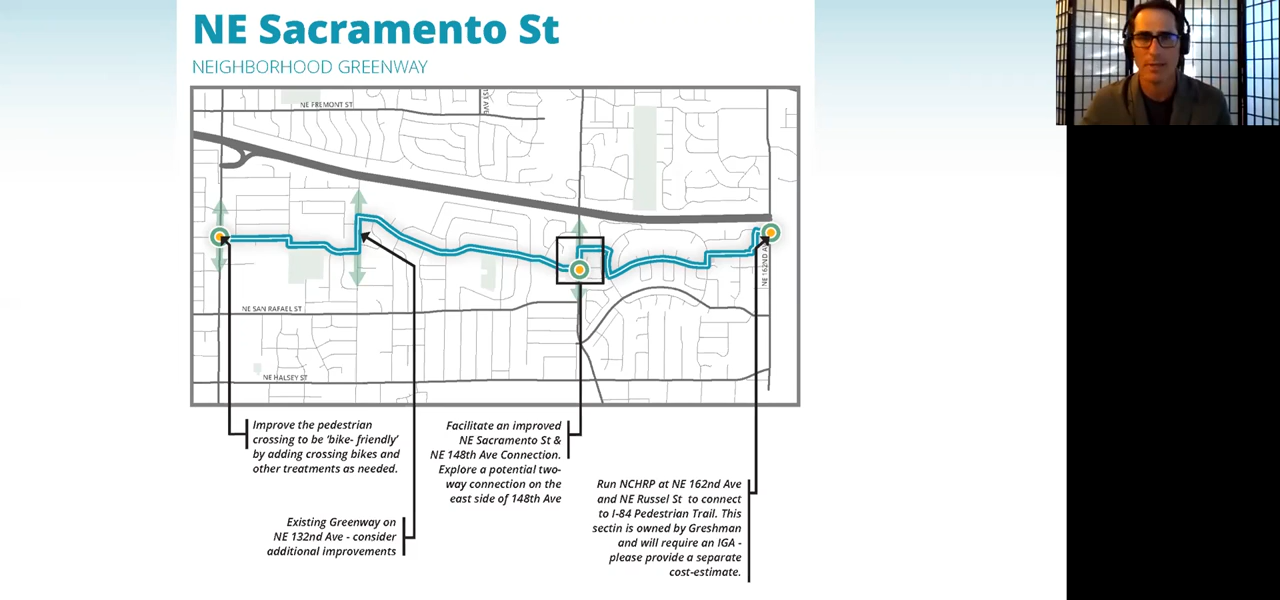 NE Sacramento St
NEIGHBORHOOD GREENWAY
NE FREMONT ST
ST AVE
NE SAN RAFAEL ST
NE HALSEY ST
NE 162ND AV
Improve the pedestrian
crossing to be 'bike- friendly'
by adding crossing bikes and
other treatments as needed.
Existing Greenway on
NE 132nd Ave - consider
additional improvements
Facilitate an improved
NE Sacramento St &
NE 148th Ave Connection.
Explore a potential two-
way connection on the
east side of 148th Ave
Run NCHRP at NE 162nd Ave
and NE Russel St to connect
to I-84 Pedestrian Trail. This
sectin is owned by Greshman
and will require an IGA -
please provide a separate
cost-estimate.